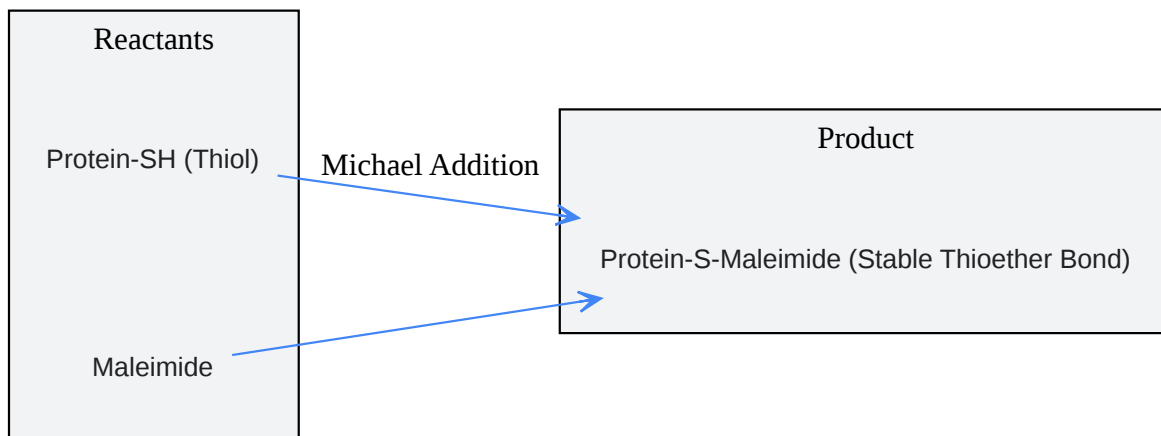 Reactants
Protein-SH (Thiol)
Michael Addition
Product
Protein-S-Maleimide (Stable Thioether Bond)
Maleimide